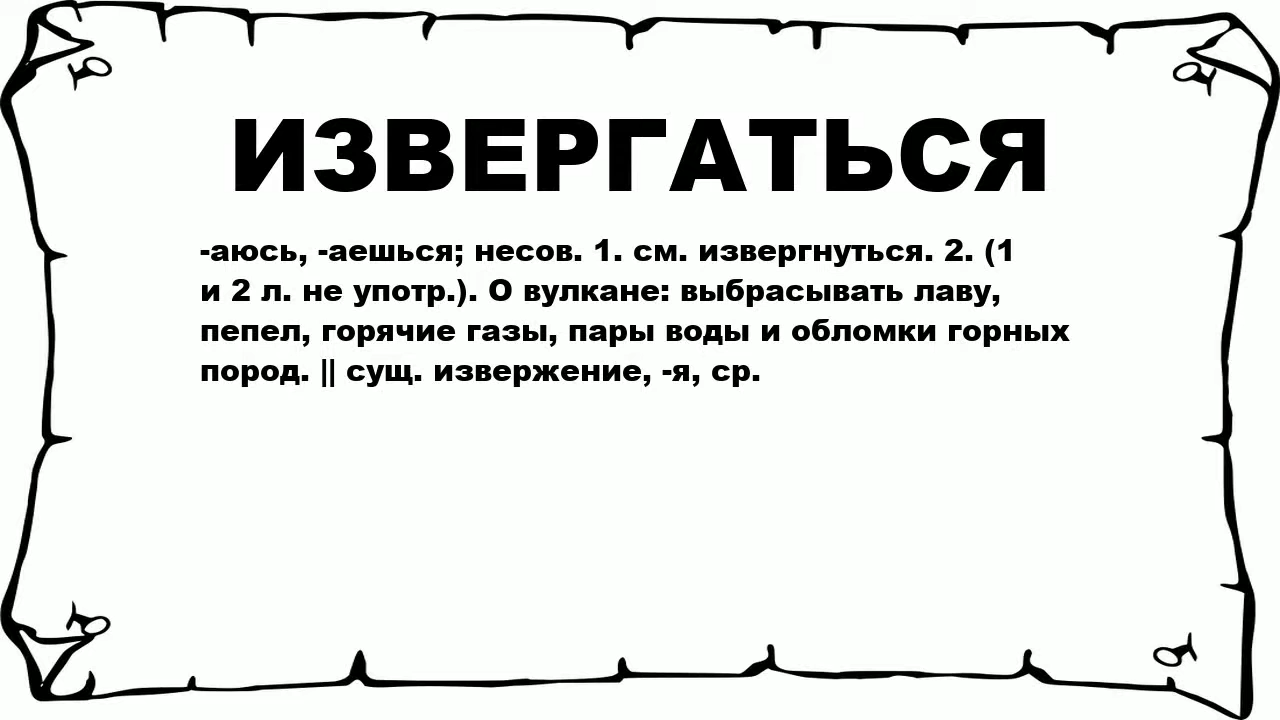 ИЗВЕРГАТЬСЯ
-аюсь, -аешься; несов. 1. см. извергнуться. 2. (1
и 2 л. не употр.). О вулкане: выбрасывать лаву,
пепел, горячие газы, пары воды и обломки горных
пород. || сущ. извержение, -я, ср.